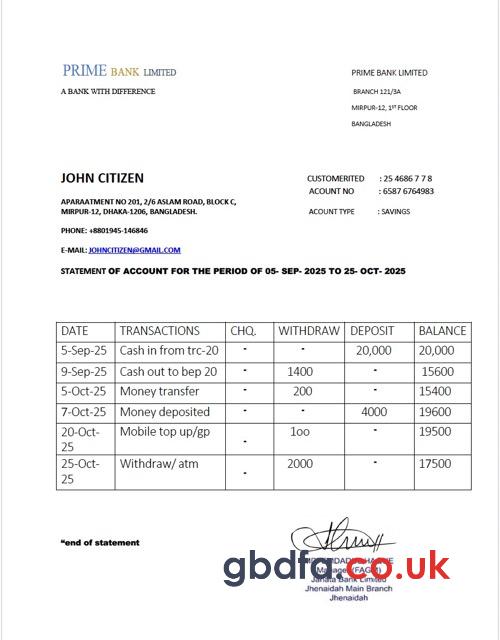 PRIME BANK LIMITED
A BANK WITH DIFFERENCE
PRIME BANK LIMITED
BRANCH 121/3A
MIRPUR-12, 1ST FLOOR
BANGLADESH
JOHN CITIZEN
APARAATMENT NO 201, 2/6 ASLAM ROAD, BLOCK C,
MIRPUR-12, DHAKA-1206, BANGLADESH.
PHONE: +8801945-146846
E-MAIL: JOHNCITIZEN@GMAIL.COM
CUSTOMERITED : 25 4686 7 7 8
ACOUNT NO : 6587 6764983
ACOUNT TYPE : SAVINGS
STATEMENT OF ACCOUNT FOR THE PERIOD OF 05- SEP- 2025 TO 25- OCT- 2025
DATE TRANSACTIONS CHQ. WITHDRAW DEPOSIT BALANCE
5-Sep-25 Cash in from trc-20 - - 20,000 20,000
9-Sep-25 Cash out to bep 20 - 1400 - 15600
5-Oct-25 Money transfer - 200 - 15400
7-Oct-25 Money deposited - - 4000 19600
20-Oct-25 Mobile top up/gp - 1oo - 19500
25-Oct-25 Withdraw/ atm - 2000 - 17500
*end of statement
Manager (FAGM)
Janata Bank Limited
Jhenaidah Main Branch
Jhenaidah